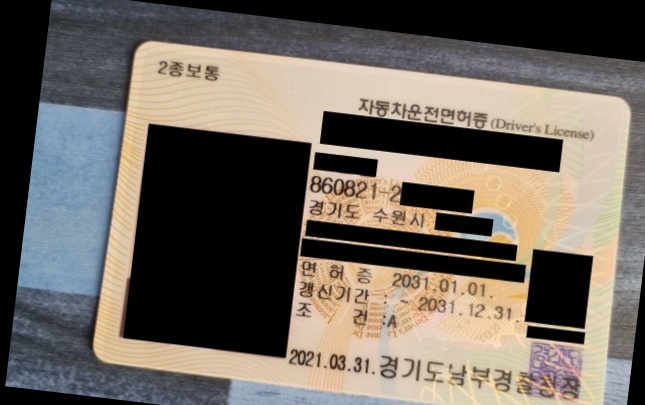 2종보통
자동차운전면허증 (Driver's License)
860821-2
경기도 수원시
면 허 증 2031.01.01.
갱신기간 : ~ 2031.12.31.
조 건 :A
2021.03.31. 경기도남부경찰청장